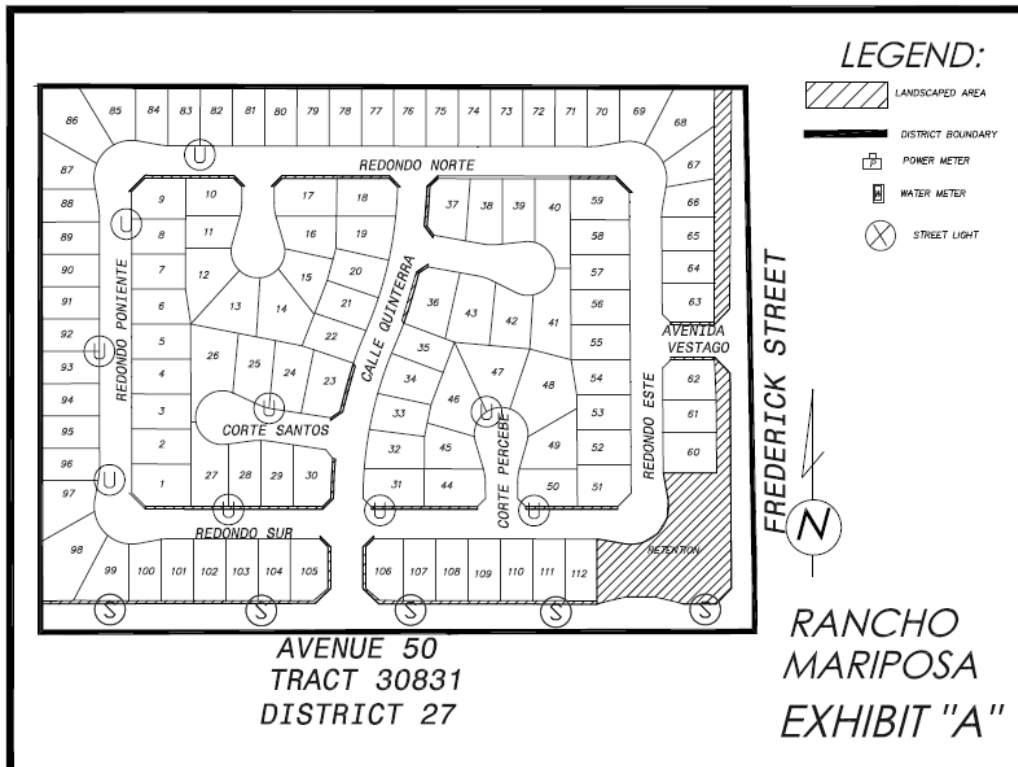 LEGEND:
LANDSCAPED AREA
DISTRICT BOUNDARY
P
POWER METER
W
WATER METER
STREET LIGHT
86 85 84 83 82 81 80 79 78 77 76 75 74 73 72 71 70 69 68
U
REDONDO NORTE
87 67
88 9 10 17 18 37 38 39 40 59 66
U
89 8 11 16 19 58 65
90 7 12 15 20 57 64
91 6 13 14 21 36 43 42 41 56 63
REDONDO PONIENTE
CALLE QUINTERRA
AVENIDA
VESTAGO
FREDERICK STREET
92 5 22 35 55
U
93 26 25 24 23 34 47 48 54 62
94 4 33 46 53 61
95 3
U
CORTE SANTOS
U
CORTE PERCEBE
REDONDO ESTE
96 2 32 45 49 52 60
U
97 1 27 28 29 30 31 44 50 51
U
U
U
REDONDO SUR
98 99 100 101 102 103 104 105 106 107 108 109 110 111 112
RETENTION
S
S
S
S
S
N
AVENUE 50
TRACT 30831
DISTRICT 27
RANCHO
MARIPOSA
EXHIBIT "A"